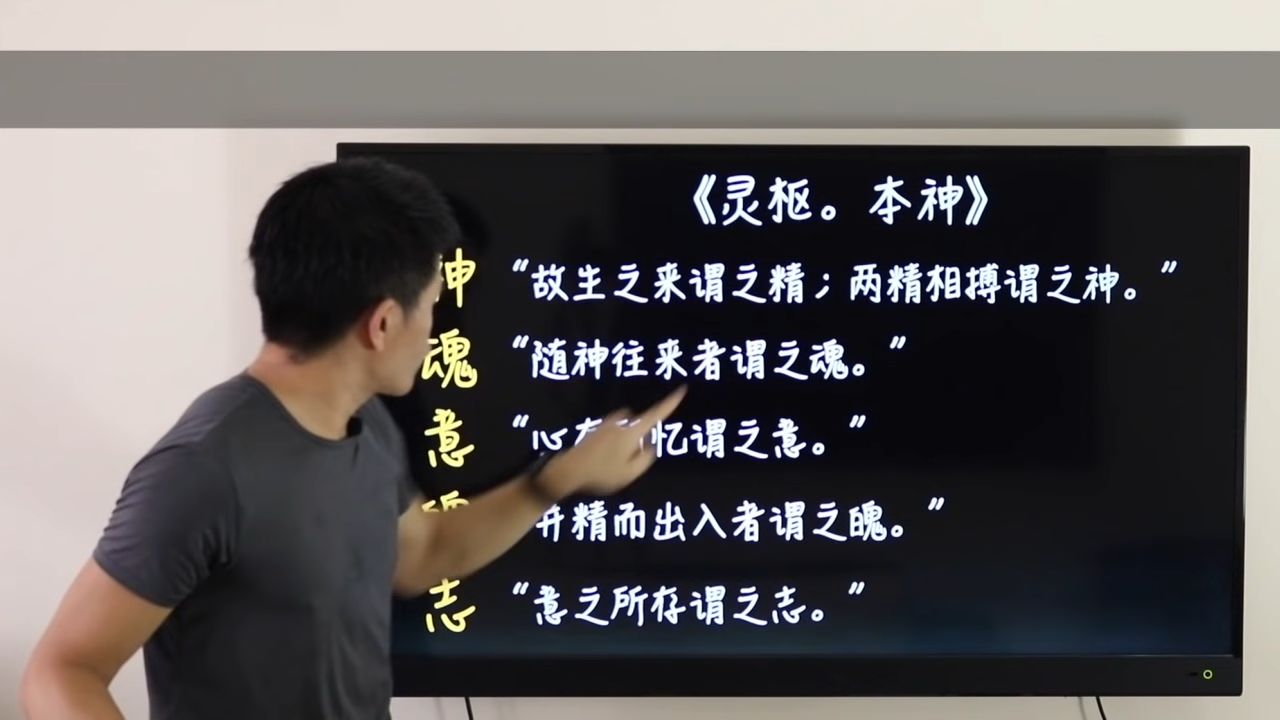 《灵枢。本神》
神 “故生之来谓之精；两精相搏谓之神。”
魂 “随神往来者谓之魂。”
意 “心 忆谓之意。”
“并精而出入者谓之魄。”
志 “意之所存谓之志。”